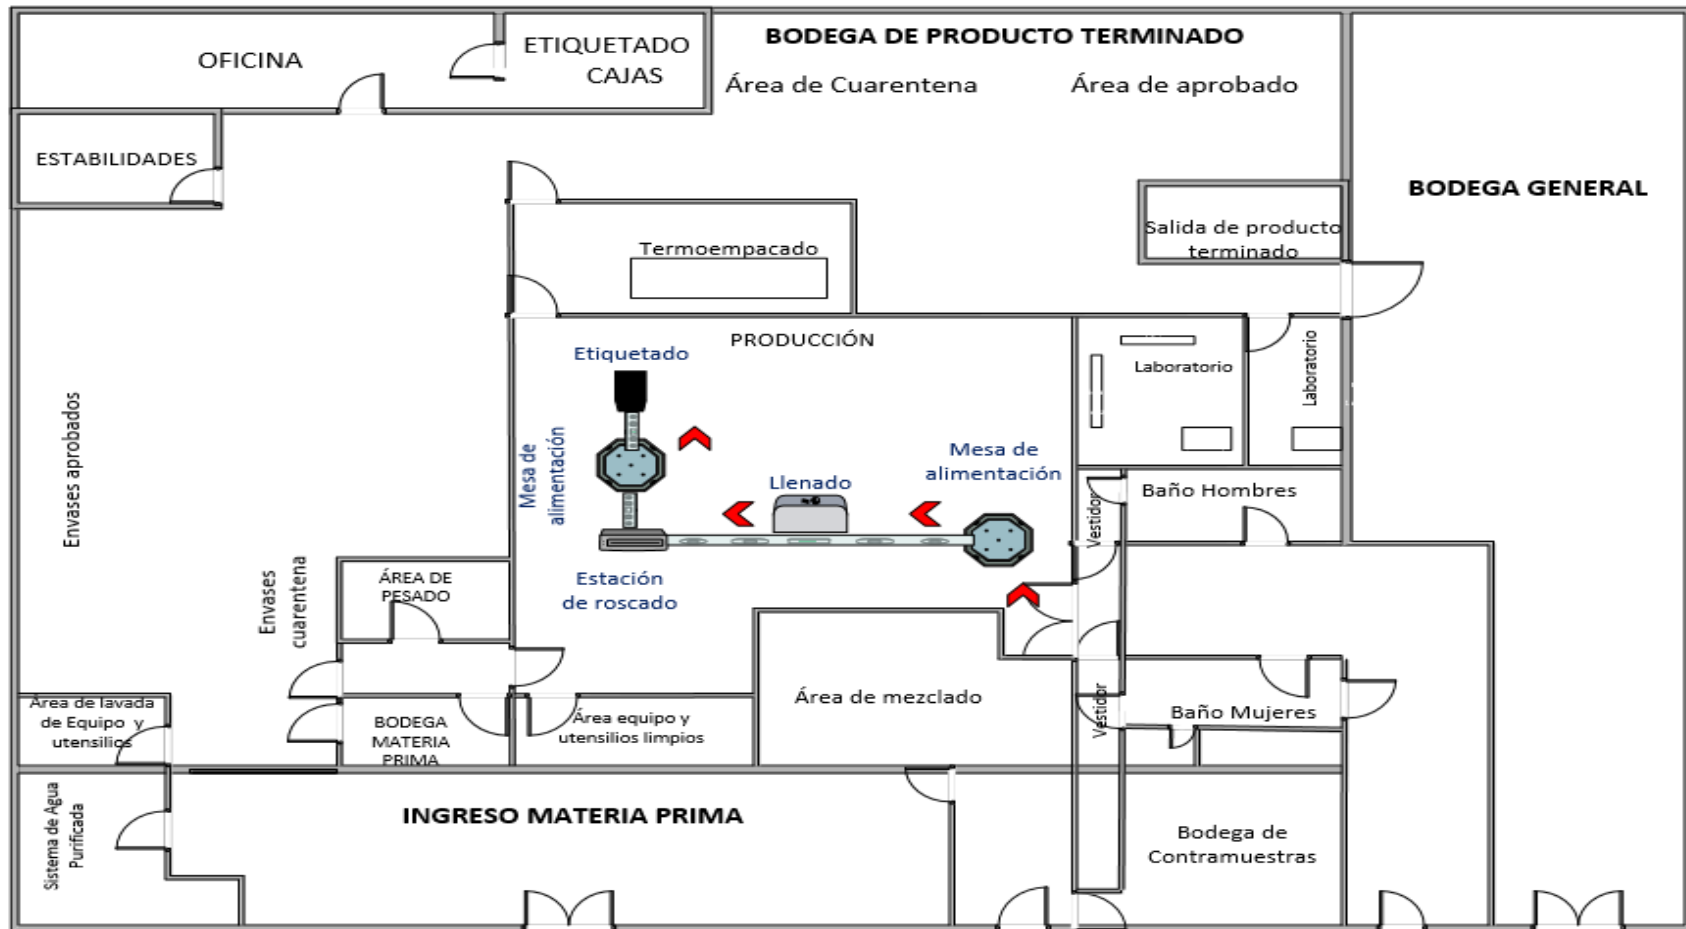 OFICINA
ETIQUETADO
CAJAS
BODEGA DE PRODUCTO TERMINADO
Área de Cuarentena
Área de aprobado
ESTABILIDADES
BODEGA GENERAL
Salida de producto
terminado
Termoempacado
PRODUCCIÓN
Etiquetado
Laboratorio
Laboratorio
Envases aprobados
Mesa de
alimentación
Mesa de
alimentación
Llenado
Baño Hombres
Vestidor
Envases
cuarentena
ÁREA DE
PESADO
Estación
de roscado
Área de mezclado
Vestidor
Baño Mujeres
Área de lavada
de Equipo y
utensilios
BODEGA
MATERIA
PRIMA
Área equipo y
utensilios limpios
Sistema de Agua
Purificada
INGRESO MATERIA PRIMA
Bodega de
Contramuestras